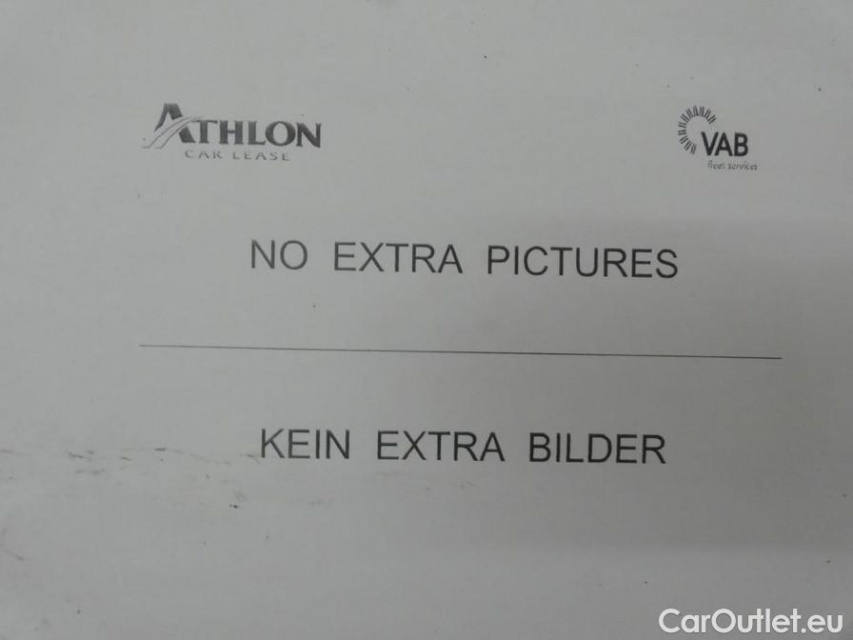 ATHLON
CAR LEASE
VAB
fleet services
NO EXTRA PICTURES
KEIN EXTRA BILDER
CarOutlet.eu